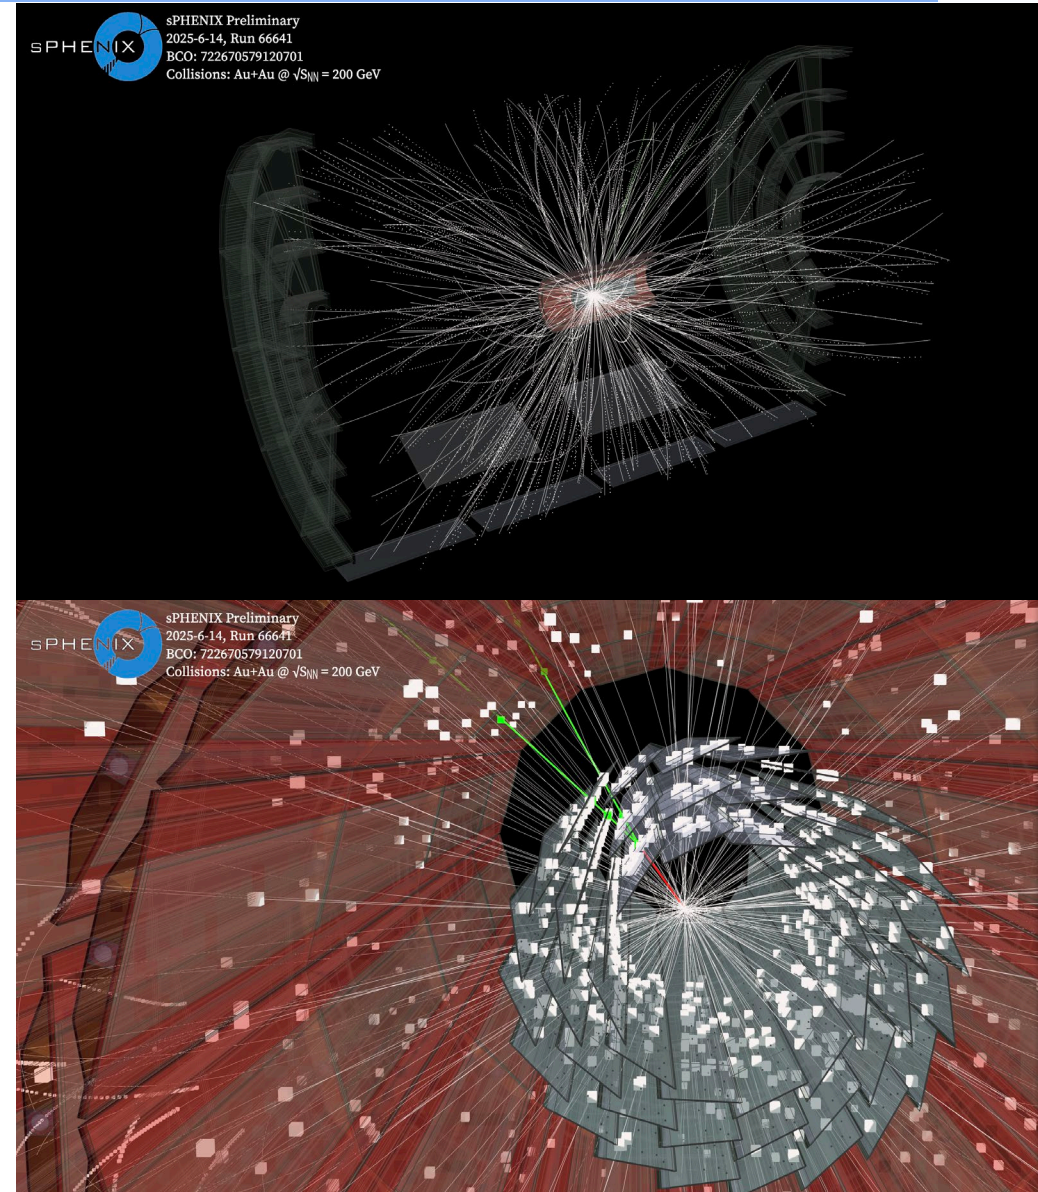 sPHENIX
sPHENIX Preliminary
2025-6-14, Run 66641
BCO: 722670579120701
Collisions: Au+Au @ √SNN = 200 GeV
sPHENIX
sPHENIX Preliminary
2025-6-14, Run 66641
BCO: 722670579120701
Collisions: Au+Au @ √SNN = 200 GeV